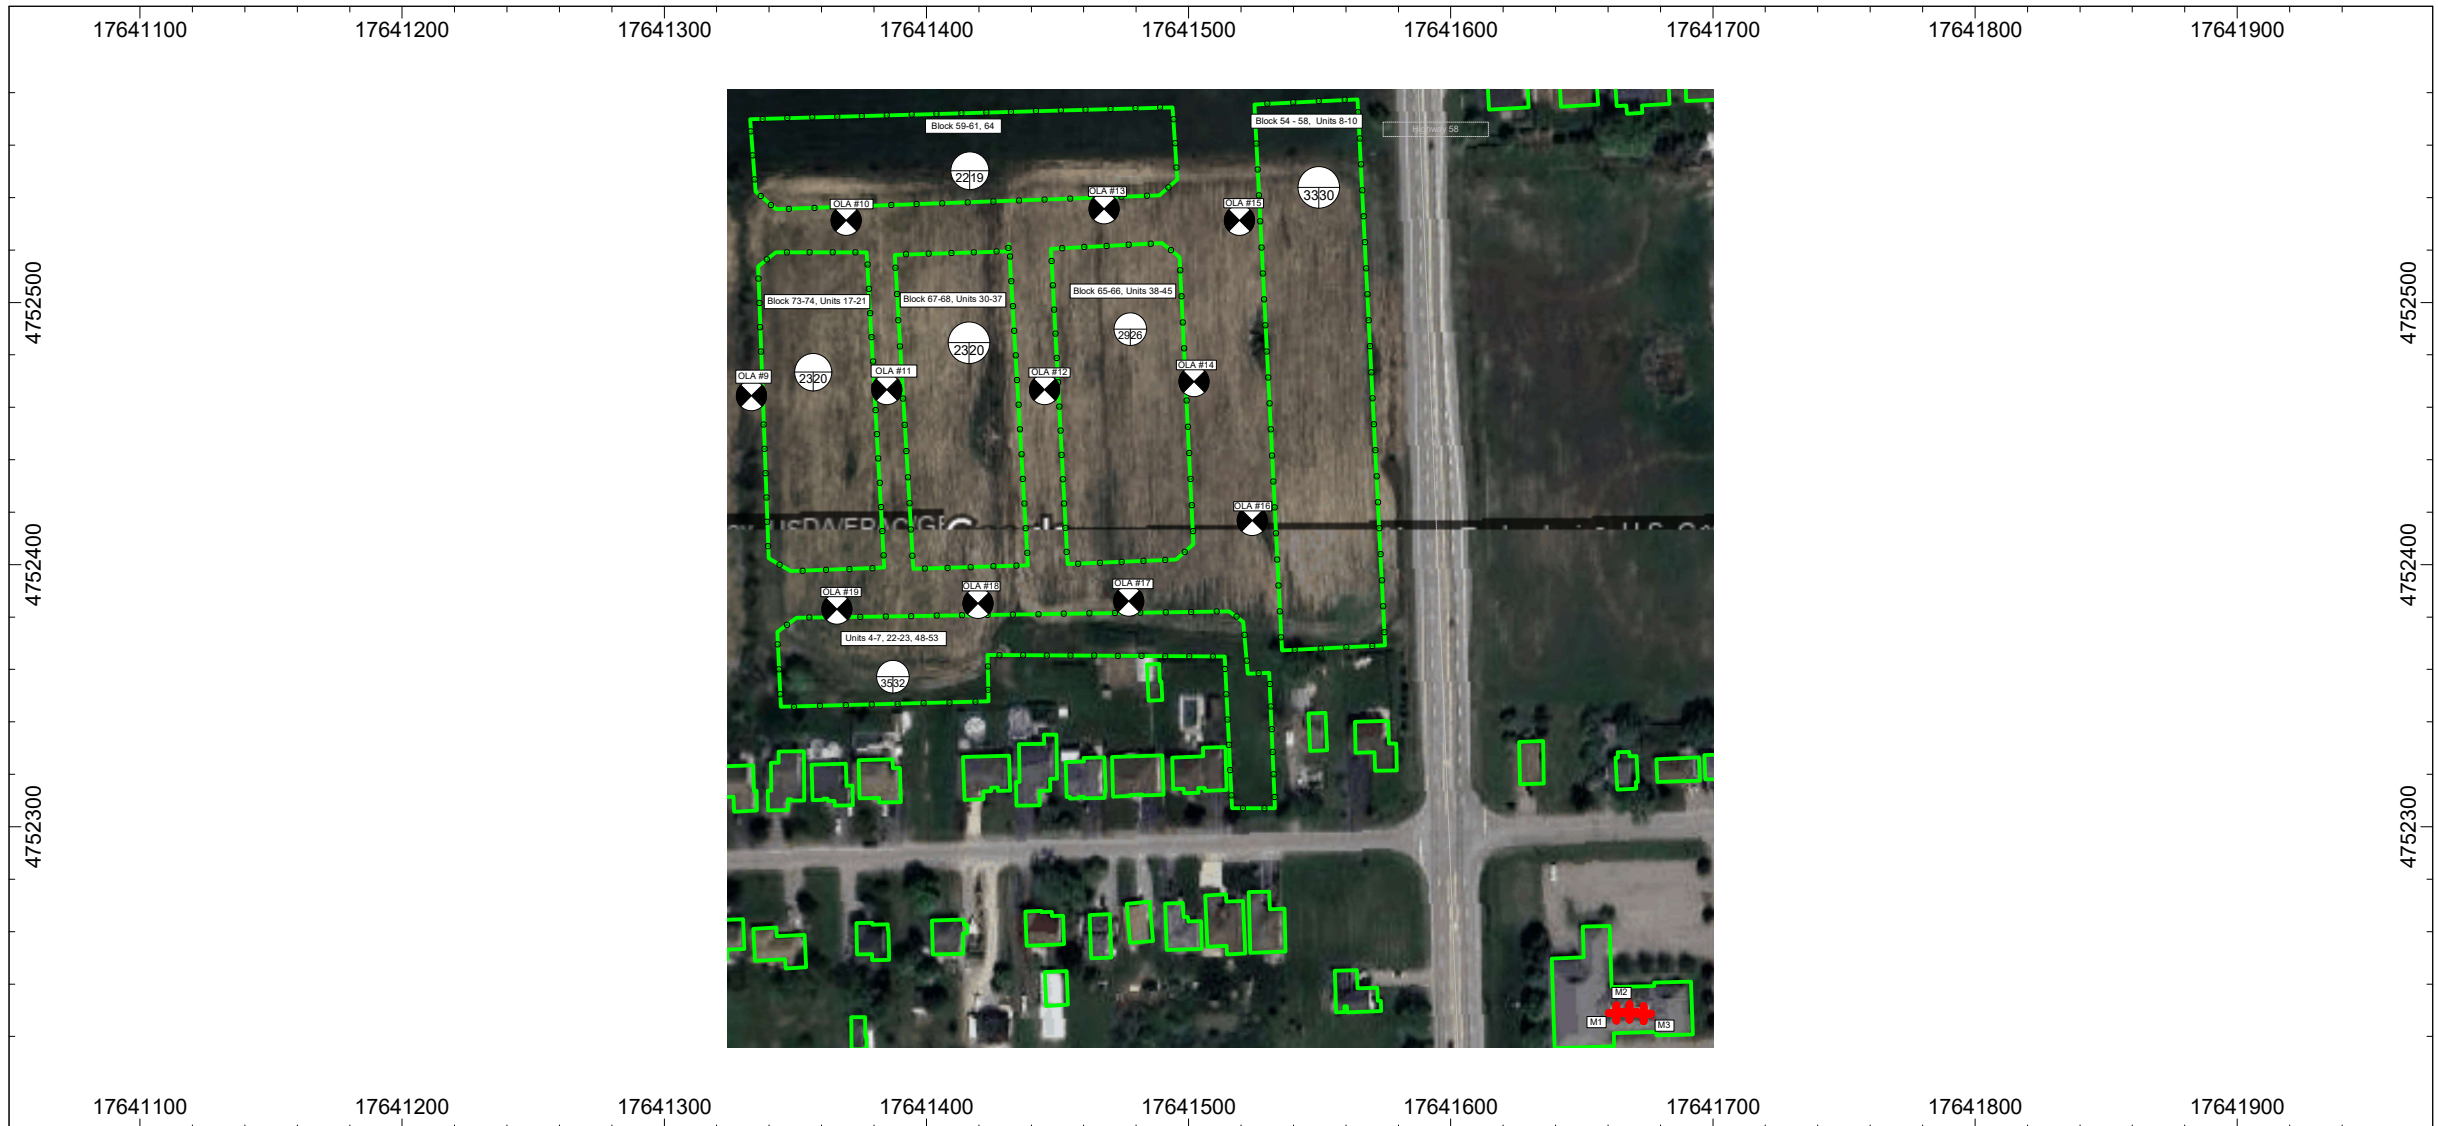 17641100 17641200 17641300 17641400 17641500 17641600 17641700 17641800 17641900
Block 59-61, 64
Block 54 - 58, Units 8-10
Highway 58
2219
3330
OLA #10
OLA #13
OLA #15
4752500
4752500
Block 73-74, Units 17-21
Block 67-68, Units 30-37
Block 65-66, Units 38-45
2320
2320
2926
OLA #9
OLA #11
OLA #12
OLA #14
OLA #16
4752400
4752400
OLA #19
OLA #18
OLA #17
Units 4-7, 22-23, 48-53
3532
4752300
4752300
M2
M1
M3
17641100 17641200 17641300 17641400 17641500 17641600 17641700 17641800 17641900